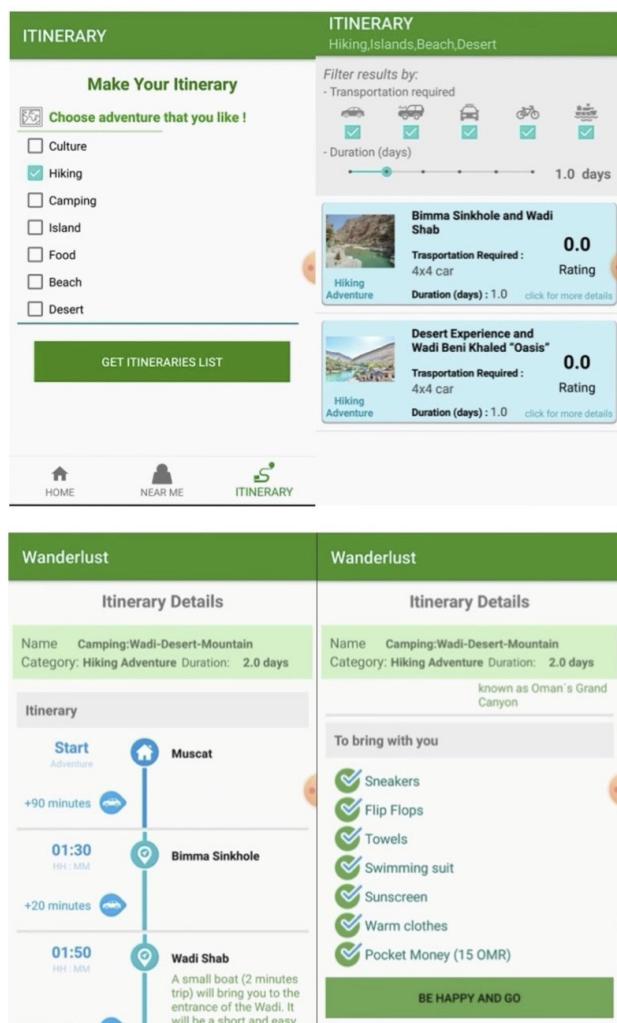 ITINERARY
Make Your Itinerary
Choose adventure that you like !
Culture
Hiking
Camping
Island
Food
Beach
Desert
GET ITINERARIES LIST
HOME
NEAR ME
ITINERARY
ITINERARY
Hiking,Islands,Beach,Desert
Filter results by:
- Transportation required
- Duration (days)
1.0 days
Bimma Sinkhole and Wadi
Shab
Trasportation Required :
4x4 car
Duration (days) : 1.0
0.0
Rating
Hiking
Adventure
click for more details
Desert Experience and
Wadi Beni Khaled "Oasis"
Trasportation Required :
4x4 car
Duration (days) : 1.0
0.0
Rating
Hiking
Adventure
click for more details
Wanderlust
Itinerary Details
Name Camping:Wadi-Desert-Mountain
Category: Hiking Adventure Duration: 2.0 days
Itinerary
Start
Adventure
Muscat
+90 minutes
01:30
HH : MM
Bimma Sinkhole
+20 minutes
01:50
HH : MM
Wadi Shab
A small boat (2 minutes
trip) will bring you to the
entrance of the Wadi. It
will be a short and easy
Wanderlust
Itinerary Details
Name Camping:Wadi-Desert-Mountain
Category: Hiking Adventure Duration: 2.0 days
known as Oman`s Grand
Canyon
To bring with you
Sneakers
Flip Flops
Towels
Swimming suit
Sunscreen
Warm clothes
Pocket Money (15 OMR)
BE HAPPY AND GO